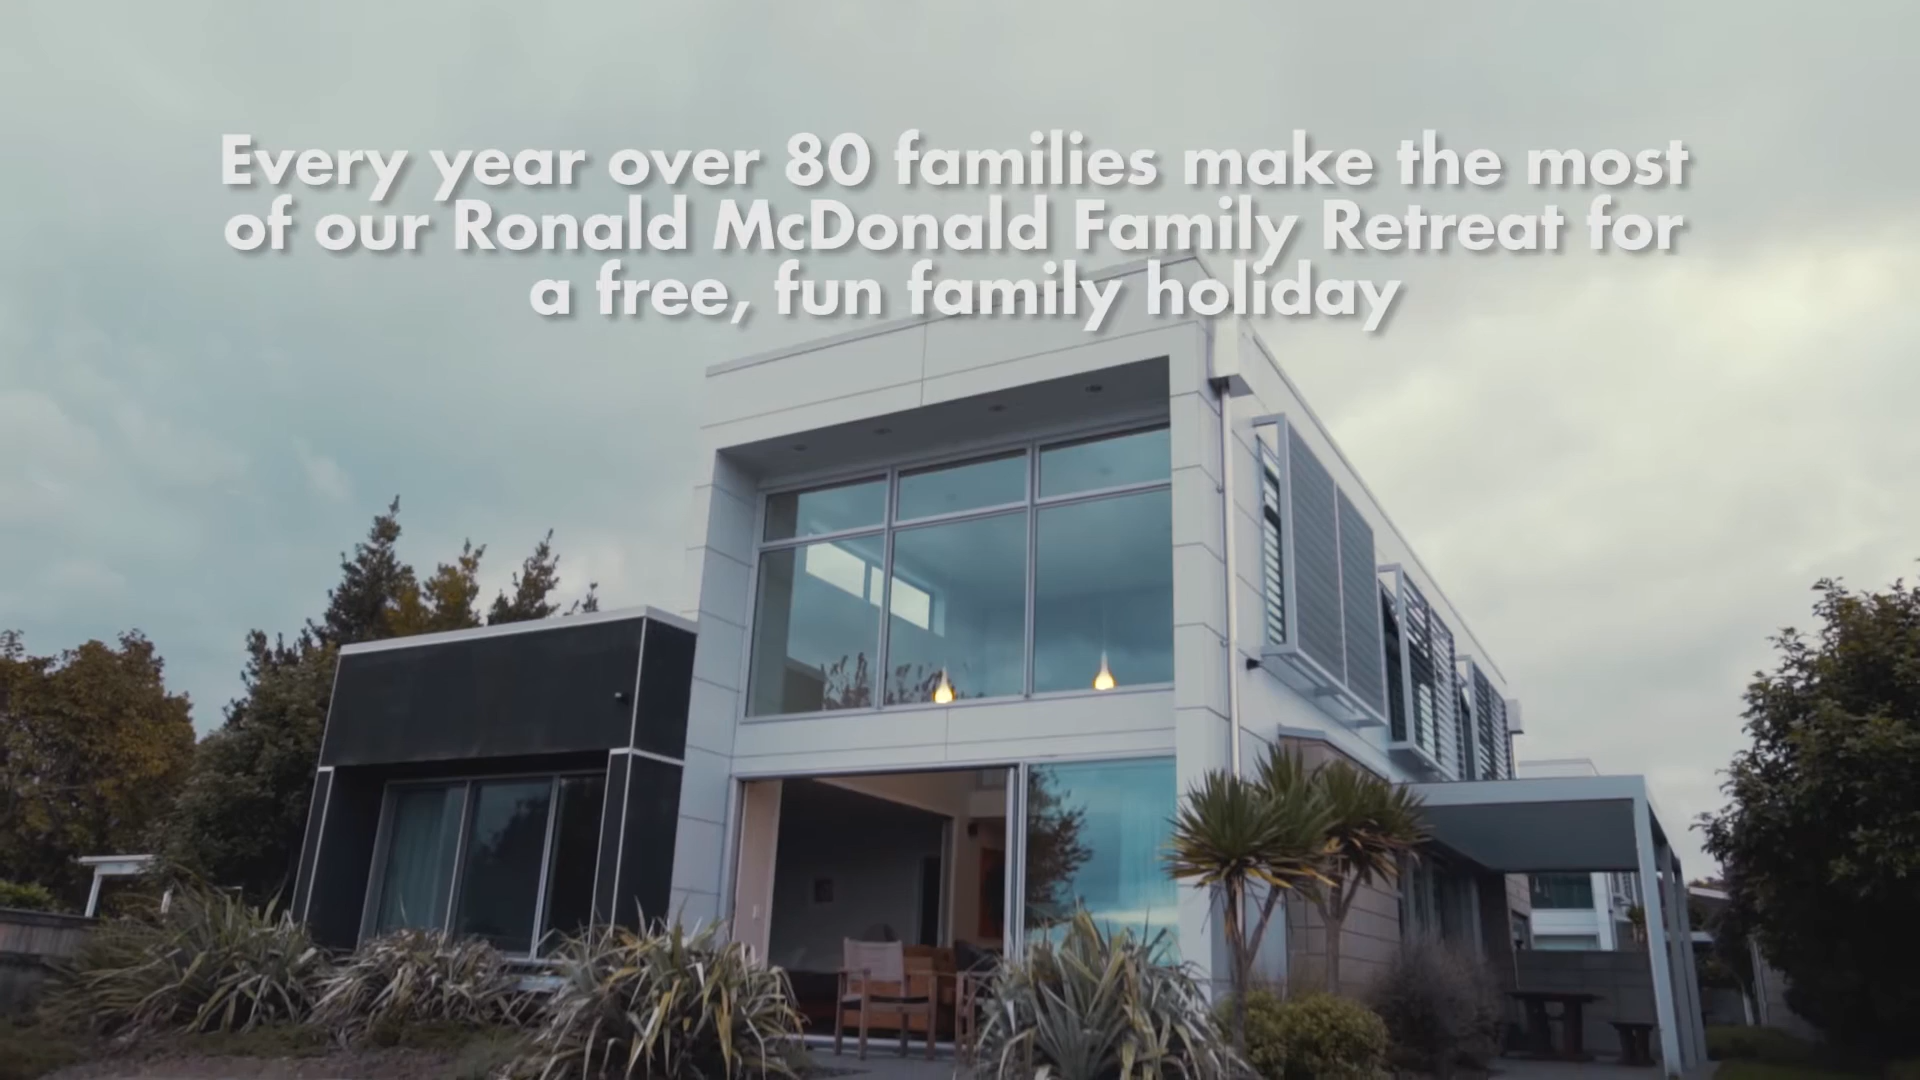 Every year over 80 families make the most
of our Ronald McDonald Family Retreat for
a free, fun family holiday